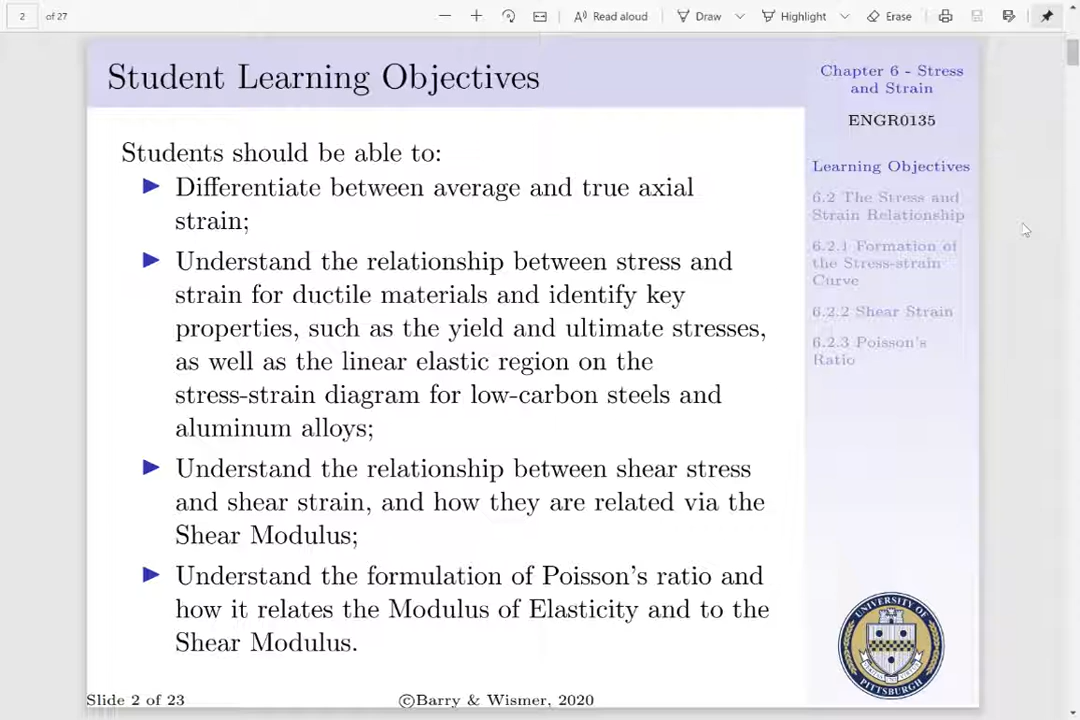 2 of 27
Read aloud
Draw
Highlight
Erase
Student Learning Objectives
Students should be able to:
▶ Differentiate between average and true axial
strain;
▶ Understand the relationship between stress and
strain for ductile materials and identify key
properties, such as the yield and ultimate stresses,
as well as the linear elastic region on the
stress-strain diagram for low-carbon steels and
aluminum alloys;
▶ Understand the relationship between shear stress
and shear strain, and how they are related via the
Shear Modulus;
▶ Understand the formulation of Poisson's ratio and
how it relates the Modulus of Elasticity and to the
Shear Modulus.
Slide 2 of 23
©Barry & Wismer, 2020
Chapter 6 - Stress
and Strain
ENGR0135
Learning Objectives
6.2 The Stress and
Strain Relationship
6.2.1 Formation of
the Stress-strain
Curve
6.2.2 Shear Strain
6.2.3 Poisson's
Ratio
UNIVERSITY OF
PITTSBURGH